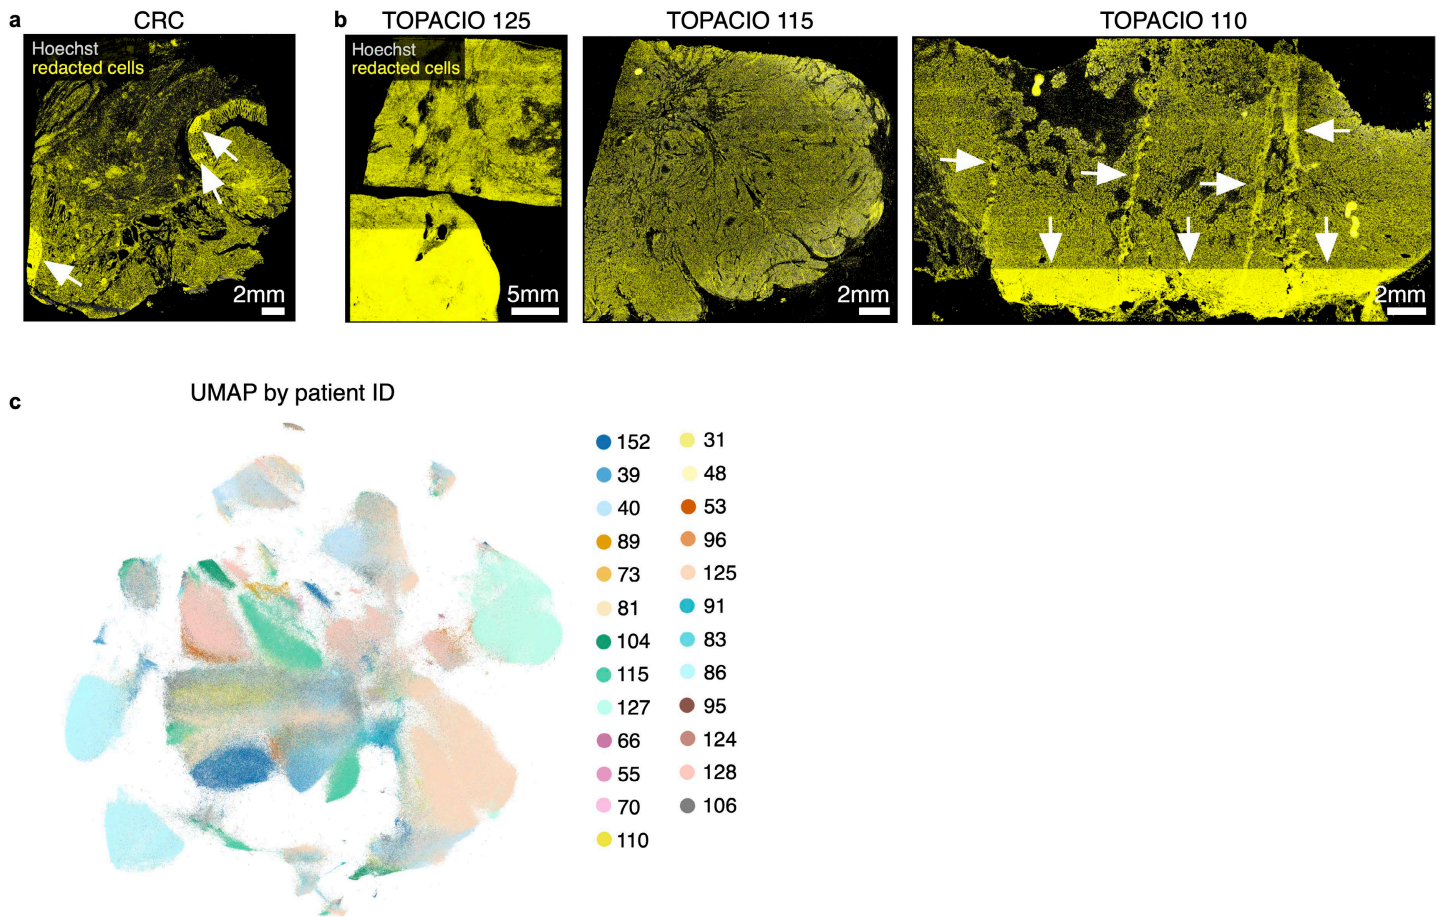 a CRC
Hoechst
redacted cells
2mm
b TOPACIO 125 TOPACIO 115 TOPACIO 110
Hoechst
redacted cells
5mm
2mm
2mm
c UMAP by patient ID
152
39
40
89
73
81
104
115
127
66
55
70
110
31
48
53
96
125
91
83
86
95
124
128
106